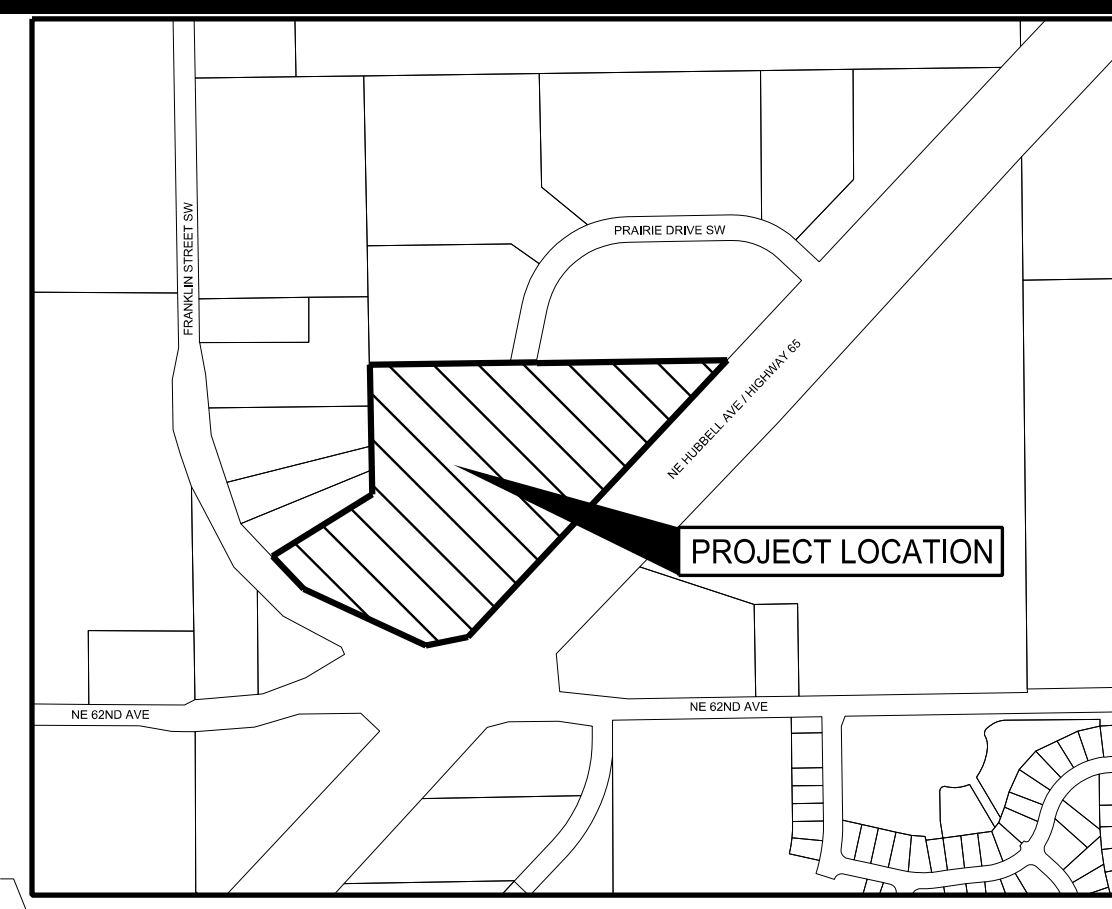 PRAIRIE DRIVE SW
FRANKLIN STREET SW
NE HUBBELL AVE / HIGHWAY 65
PROJECT LOCATION
NE 62ND AVE
NE 62ND AVE